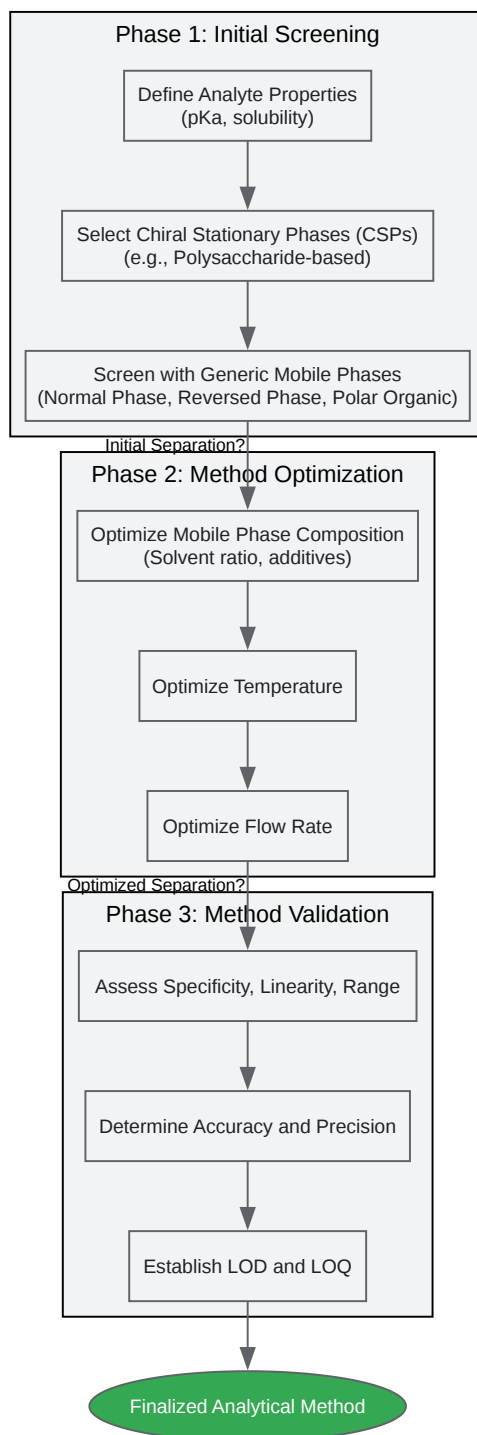 Phase 1: Initial Screening
Define Analyte Properties
(pKa, solubility)
Select Chiral Stationary Phases (CSPs)
(e.g., Polysaccharide-based)
Screen with Generic Mobile Phases
(Normal Phase, Reversed Phase, Polar Organic)
Initial Separation?
Phase 2: Method Optimization
Optimize Mobile Phase Composition
(Solvent ratio, additives)
Optimize Temperature
Optimize Flow Rate
Optimized Separation?
Phase 3: Method Validation
Assess Specificity, Linearity, Range
Determine Accuracy and Precision
Establish LOD and LOQ
Finalized Analytical Method